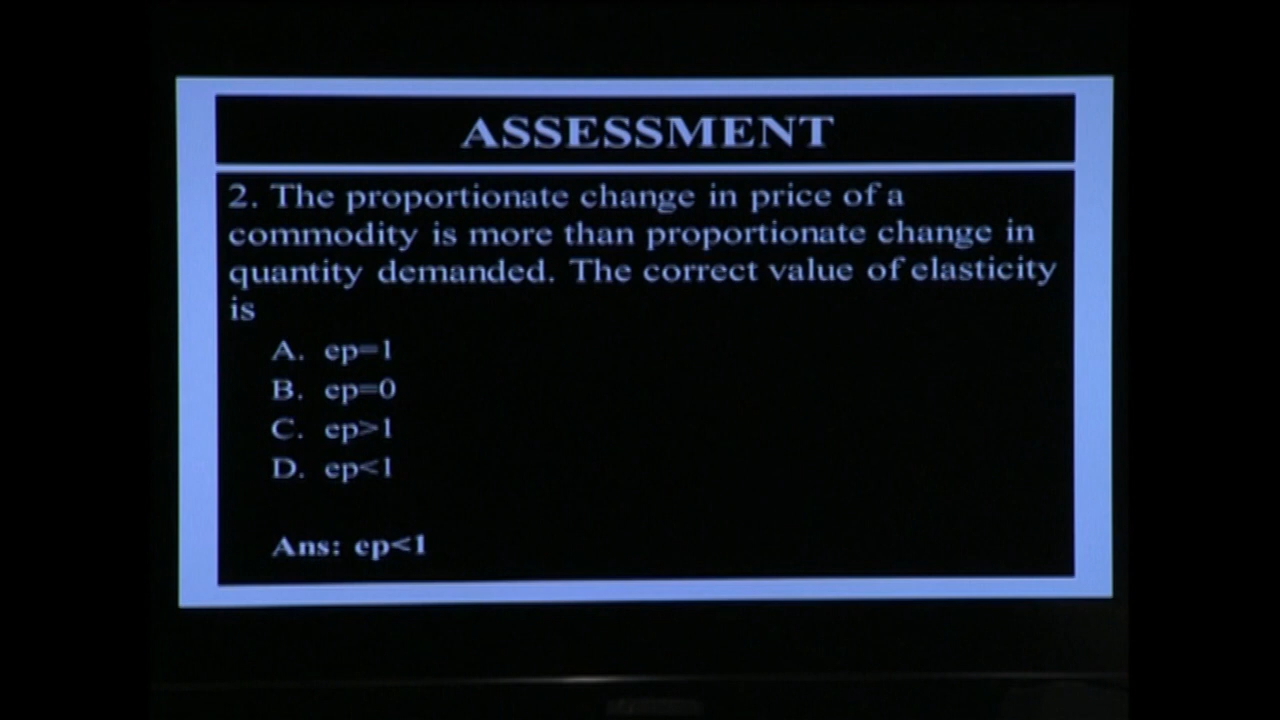 ASSESSMENT
2. The proportionate change in price of a
commodity is more than proportionate change in
quantity demanded. The correct value of elasticity
is
A. ep=1
B. ep=0
C. ep>1
D. ep<1
Ans: ep<1